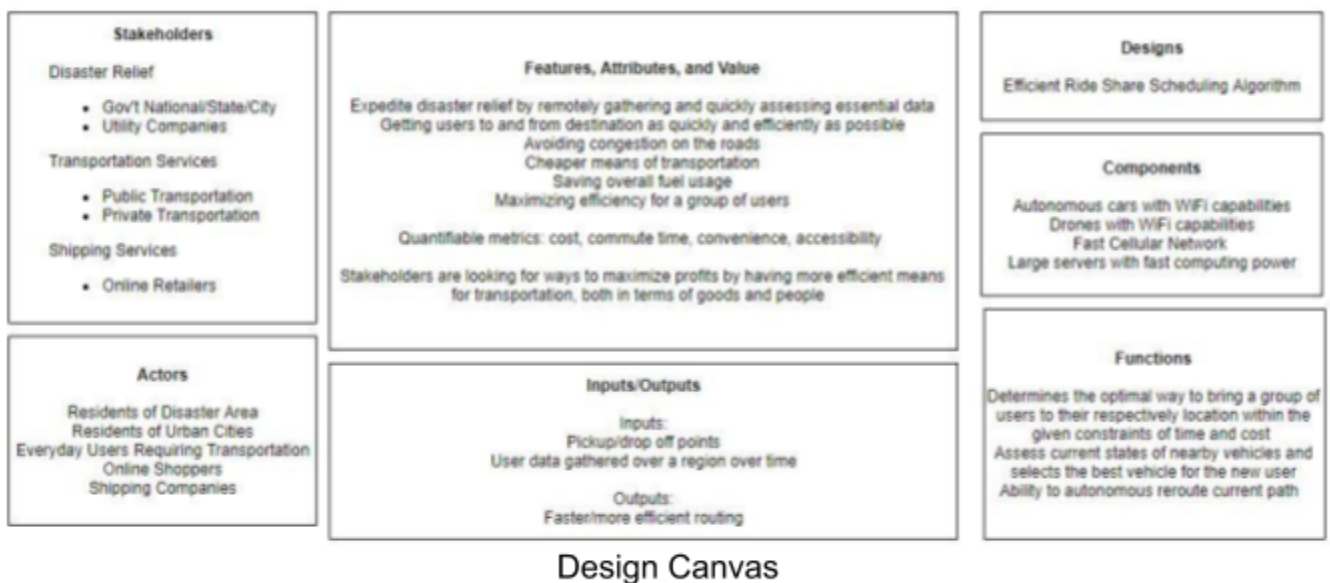 Stakeholders
Disaster Relief
• Gov't National/State/City
• Utility Companies
Transportation Services
• Public Transportation
• Private Transportation
Shipping Services
• Online Retailers
Actors
Residents of Disaster Area
Residents of Urban Cities
Everyday Users Requiring Transportation
Online Shoppers
Shipping Companies
Features, Attributes, and Value
Expedite disaster relief by remotely gathering and quickly assessing essential data
Getting users to and from destination as quickly and efficiently as possible
Avoiding congestion on the roads
Cheaper means of transportation
Saving overall fuel usage
Maximizing efficiency for a group of users
Quantifiable metrics: cost, commute time, convenience, accessibility
Stakeholders are looking for ways to maximize profits by having more efficient means
for transportation, both in terms of goods and people
Inputs/Outputs
Inputs:
Pickup/drop off points
User data gathered over a region over time
Outputs:
Faster/more efficient routing
Designs
Efficient Ride Share Scheduling Algorithm
Components
Autonomous cars with WiFi capabilities
Drones with WiFi capabilities
Fast Cellular Network
Large servers with fast computing power
Functions
Determines the optimal way to bring a group of
users to their respectively location within the
given constraints of time and cost
Assess current states of nearby vehicles and
selects the best vehicle for the new user
Ability to autonomous reroute current path
Design Canvas